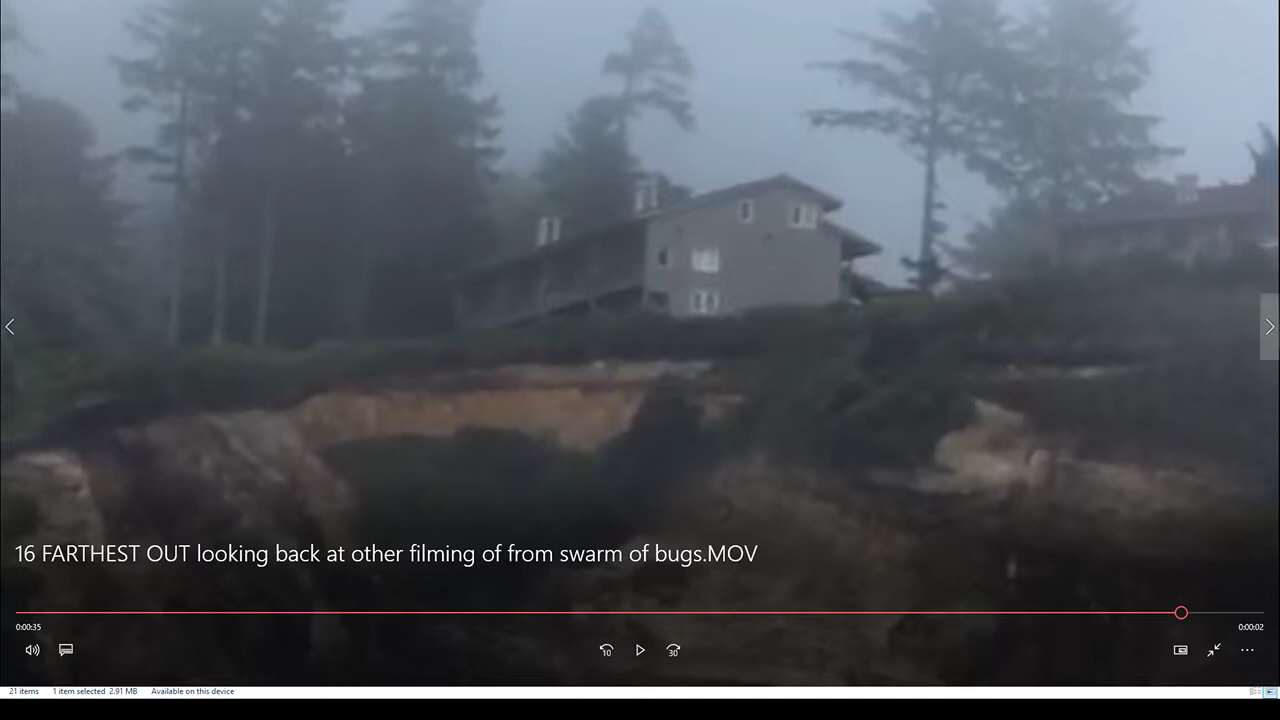 16 FARTHEST OUT looking back at other filming of from swarm of bugs.MOV
0:00:35
0:00:02
10
30
21 items 1 item selected 2.91 MB Available on this device